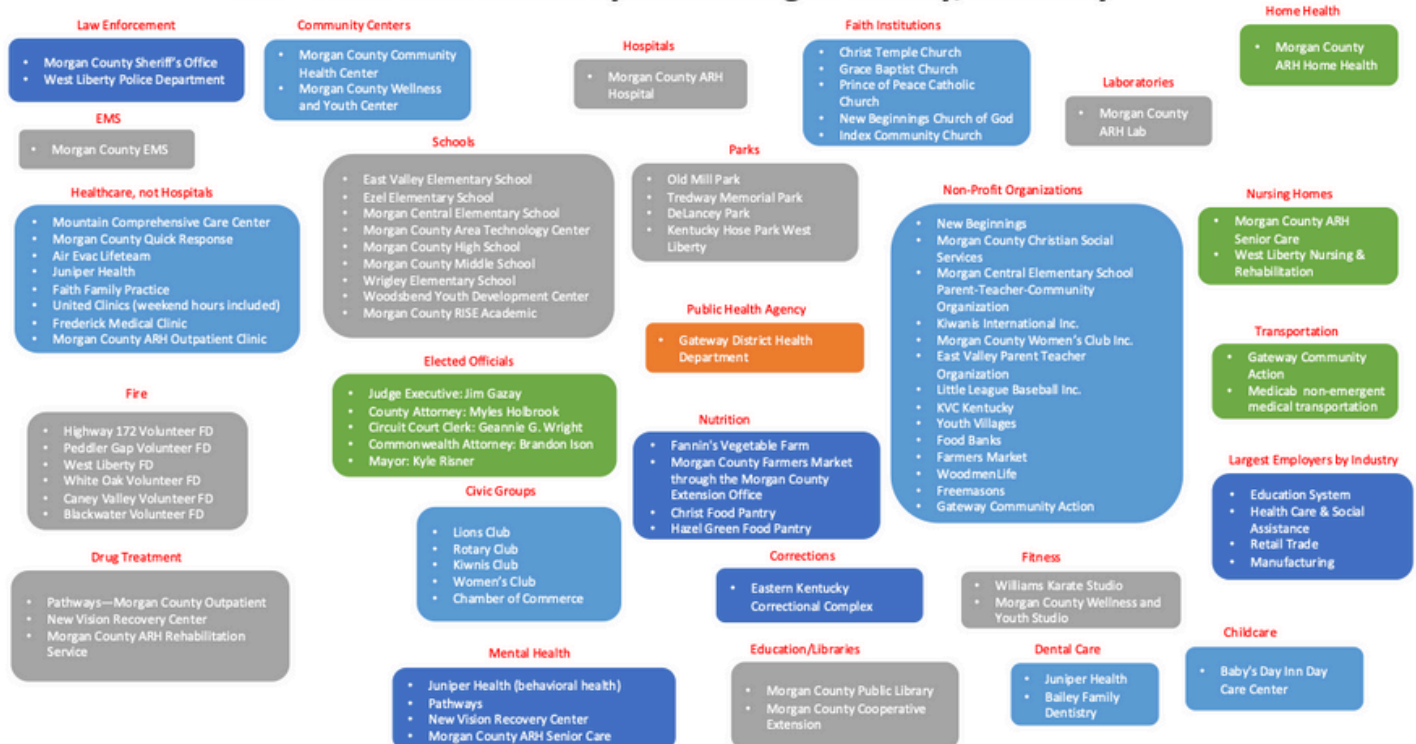 Law Enforcement
• Morgan County Sheriff's Office
• West Liberty Police Department
Community Centers
• Morgan County Community
Health Center
• Morgan County Wellness
and Youth Center
Hospitals
• Morgan County ARH
Hospital
Faith Institutions
• Christ Temple Church
• Grace Baptist Church
• Prince of Peace Catholic
Church
• New Beginnings Church of God
• Index Community Church
Laboratories
• Morgan County
ARH Lab
Home Health
• Morgan County
ARH Home Health
EMS
• Morgan County EMS
Schools
• East Valley Elementary School
• Ezel Elementary School
• Morgan Central Elementary School
• Morgan County Area Technology Center
• Morgan County High School
• Morgan County Middle School
• Wrigley Elementary School
• Woodsbend Youth Development Center
• Morgan County RISE Academic
Parks
• Old Mill Park
• Tredway Memorial Park
• DeLancey Park
• Kentucky Hose Park West
Liberty
Healthcare, not Hospitals
• Mountain Comprehensive Care Center
• Morgan County Quick Response
• Air Evac Lifeteam
• Juniper Health
• Faith Family Practice
• United Clinics (weekend hours included)
• Frederick Medical Clinic
• Morgan County ARH Outpatient Clinic
Non-Profit Organizations
• New Beginnings
• Morgan County Christian Social
Services
• Morgan Central Elementary School
Parent-Teacher-Community
Organization
• Kiwanis International Inc.
• Morgan County Women's Club Inc.
• East Valley Parent Teacher
Organization
• Little League Baseball Inc.
• KVC Kentucky
• Youth Villages
• Food Banks
• Farmers Market
• WoodmenLife
• Freemasons
• Gateway Community Action
Nursing Homes
• Morgan County ARH
Senior Care
• West Liberty Nursing &
Rehabilitation
Public Health Agency
• Gateway District Health
Department
Transportation
• Gateway Community
Action
• Medicab non-emergent
medical transportation
Elected Officials
• Judge Executive: Jim Gazay
• County Attorney: Myles Holbrook
• Circuit Court Clerk: Geannie G. Wright
• Commonwealth Attorney: Brandon Ison
• Mayor: Kyle Risner
Fire
• Highway 172 Volunteer FD
• Peddler Gap Volunteer FD
• West Liberty FD
• White Oak Volunteer FD
• Caney Valley Volunteer FD
• Blackwater Volunteer FD
Nutrition
• Fannin's Vegetable Farm
• Morgan County Farmers Market
through the Morgan County
Extension Office
• Christ Food Pantry
• Hazel Green Food Pantry
Largest Employers by Industry
• Education System
• Health Care & Social
Assistance
• Retail Trade
• Manufacturing
Civic Groups
• Lions Club
• Rotary Club
• Kiwnis Club
• Women's Club
• Chamber of Commerce
Drug Treatment
• Pathways—Morgan County Outpatient
• New Vision Recovery Center
• Morgan County ARH Rehabilitation
Service
Corrections
• Eastern Kentucky
Correctional Complex
Fitness
• Williams Karate Studio
• Morgan County Wellness and
Youth Studio
Mental Health
• Juniper Health (behavioral health)
• Pathways
• New Vision Recovery Center
• Morgan County ARH Senior Care
Education/Libraries
• Morgan County Public Library
• Morgan County Cooperative
Extension
Dental Care
• Juniper Health
• Bailey Family
Dentistry
Childcare
• Baby's Day Inn Day
Care Center